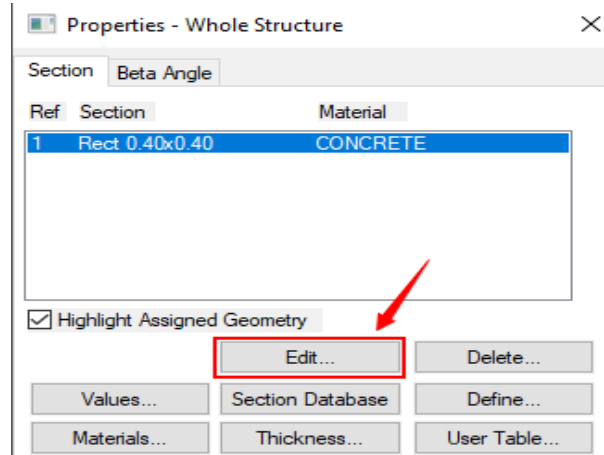 Properties - Whole Structure
Section Beta Angle
Ref Section Material
1 Rect 0.40x0.40 CONCRETE
Highlight Assigned Geometry
Edit... Delete...
Values... Section Database Define...
Materials... Thickness... User Table...